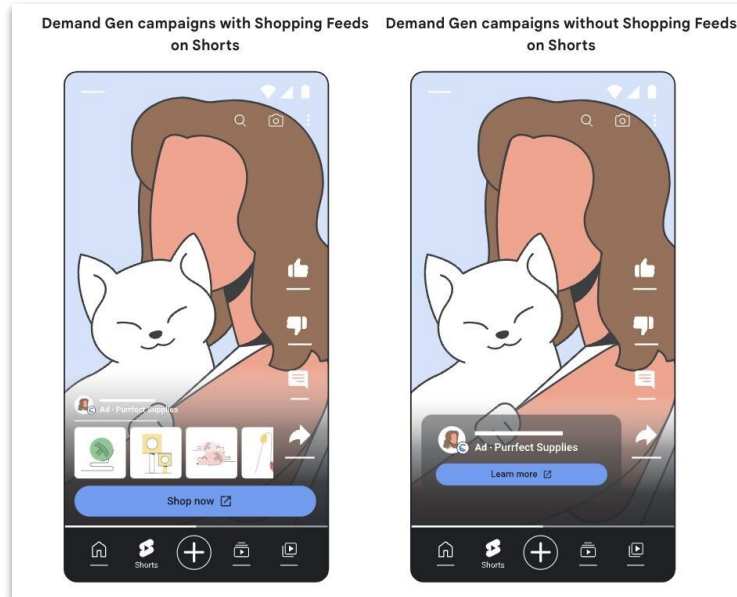 Demand Gen campaigns with Shopping Feeds
on Shorts
Ad · Purrfect Supplies
Shop now
Shorts
Demand Gen campaigns without Shopping Feeds
on Shorts
Ad · Purrfect Supplies
Learn more
Shorts